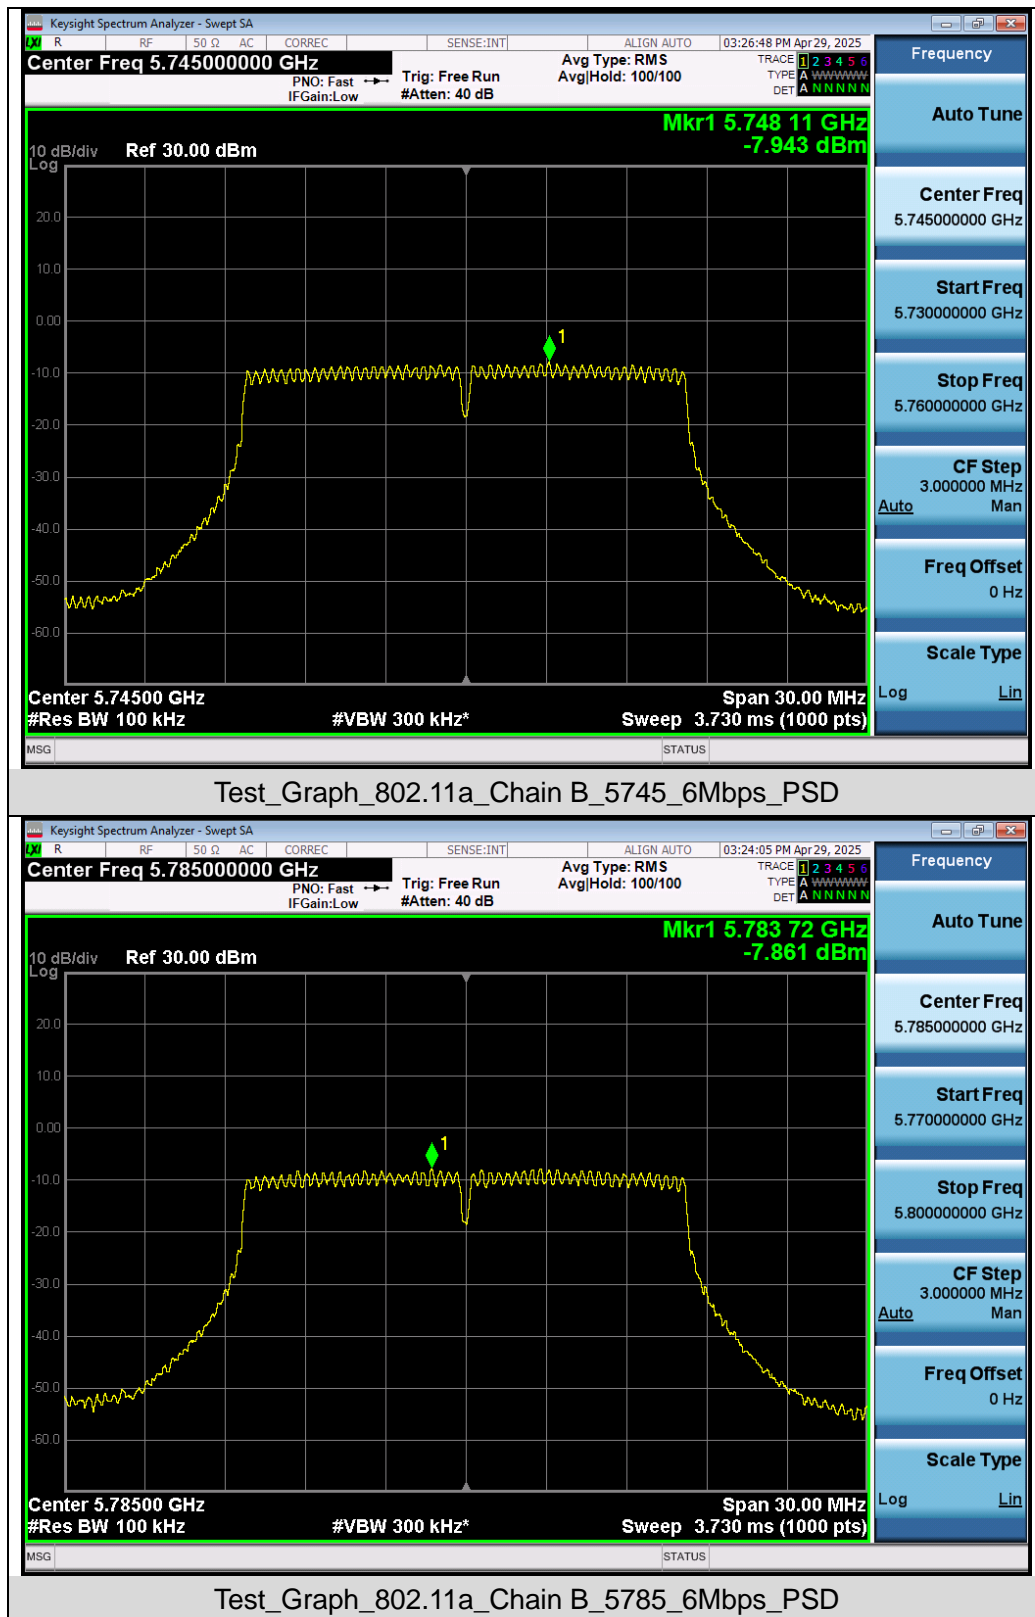 Keysight Spectrum Analyzer - Swept SA
LXI R RF 50 Ω AC CORREC SENSE:INT ALIGN AUTO 03:26:48 PM Apr 29, 2025
Center Freq 5.745000000 GHz
PNO: Fast
IFGain:Low
Trig: Free Run
#Atten: 40 dB
Avg Type: RMS
Avg|Hold: 100/100
TRACE 1 2 3 4 5 6
TYPE A WWWWW
DET A N N N N N
Mkr1 5.748 11 GHz
-7.943 dBm
10 dB/div Ref 30.00 dBm
Log
20.0
10.0
0.00
1
-10.0
-20.0
-30.0
-40.0
-50.0
-60.0
Center 5.74500 GHz Span 30.00 MHz
#Res BW 100 kHz #VBW 300 kHz* Sweep 3.730 ms (1000 pts)
MSG STATUS
Frequency
Auto Tune
Center Freq
5.745000000 GHz
Start Freq
5.730000000 GHz
Stop Freq
5.760000000 GHz
CF Step
3.000000 MHz
Auto Man
Freq Offset
0 Hz
Scale Type
Log Lin
Test_Graph_802.11a_Chain B_5745_6Mbps_PSD
Keysight Spectrum Analyzer - Swept SA
LXI R RF 50 Ω AC CORREC SENSE:INT ALIGN AUTO 03:24:05 PM Apr 29, 2025
Center Freq 5.785000000 GHz
PNO: Fast
IFGain:Low
Trig: Free Run
#Atten: 40 dB
Avg Type: RMS
Avg|Hold: 100/100
TRACE 1 2 3 4 5 6
TYPE A WWWWW
DET A N N N N N
Mkr1 5.783 72 GHz
-7.861 dBm
10 dB/div Ref 30.00 dBm
Log
20.0
10.0
0.00
1
-10.0
-20.0
-30.0
-40.0
-50.0
-60.0
Center 5.78500 GHz Span 30.00 MHz
#Res BW 100 kHz #VBW 300 kHz* Sweep 3.730 ms (1000 pts)
MSG STATUS
Frequency
Auto Tune
Center Freq
5.785000000 GHz
Start Freq
5.770000000 GHz
Stop Freq
5.800000000 GHz
CF Step
3.000000 MHz
Auto Man
Freq Offset
0 Hz
Scale Type
Log Lin
Test_Graph_802.11a_Chain B_5785_6Mbps_PSD